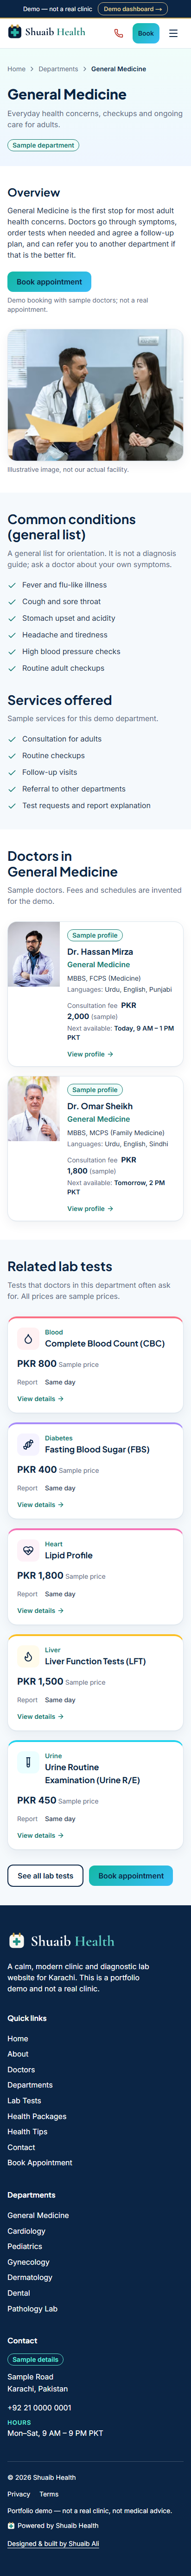 Demo — not a real clinic Demo dashboard →
Shuaib Health
Book
Home > Departments > General Medicine
General Medicine
Everyday health concerns, checkups and ongoing
care for adults.
Sample department
Overview
General Medicine is the first stop for most adult
health concerns. Doctors go through symptoms,
order tests when needed and agree a follow-up
plan, and can refer you to another department if
that is the better fit.
Book appointment
Demo booking with sample doctors; not a real
appointment.
Illustrative image, not our actual facility.
Common conditions
(general list)
A general list for orientation. It is not a diagnosis
guide; ask a doctor about your own symptoms.
Fever and flu-like illness
Cough and sore throat
Stomach upset and acidity
Headache and tiredness
High blood pressure checks
Routine adult checkups
Services offered
Sample services for this demo department.
Consultation for adults
Routine checkups
Follow-up visits
Referral to other departments
Test requests and report explanation
Doctors in
General Medicine
Sample doctors. Fees and schedules are invented
for the demo.
Sample profile
Dr. Hassan Mirza
General Medicine
MBBS, FCPS (Medicine)
Languages: Urdu, English, Punjabi
Consultation fee PKR
2,000 (sample)
Next available: Today, 9 AM – 1 PM
PKT
View profile →
Sample profile
Dr. Omar Sheikh
General Medicine
MBBS, MCPS (Family Medicine)
Languages: Urdu, English, Sindhi
Consultation fee PKR
1,800 (sample)
Next available: Tomorrow, 2 PM
PKT
View profile →
Related lab tests
Tests that doctors in this department often ask
for. All prices are sample prices.
Blood
Complete Blood Count (CBC)
PKR 800 Sample price
Report Same day
View details →
Diabetes
Fasting Blood Sugar (FBS)
PKR 400 Sample price
Report Same day
View details →
Heart
Lipid Profile
PKR 1,800 Sample price
Report Same day
View details →
Liver
Liver Function Tests (LFT)
PKR 1,500 Sample price
Report Same day
View details →
Urine
Urine Routine
Examination (Urine R/E)
PKR 450 Sample price
Report Same day
View details →
See all lab tests Book appointment
Shuaib Health
A calm, modern clinic and diagnostic lab
website for Karachi. This is a portfolio
demo and not a real clinic.
Quick links
Home
About
Doctors
Departments
Lab Tests
Health Packages
Health Tips
Contact
Book Appointment
Departments
General Medicine
Cardiology
Pediatrics
Gynecology
Dermatology
Dental
Pathology Lab
Contact
Sample details
Sample Road
Karachi, Pakistan
+92 21 0000 0001
HOURS
Mon–Sat, 9 AM – 9 PM PKT
© 2026 Shuaib Health
Privacy Terms
Portfolio demo — not a real clinic, not medical advice.
Powered by Shuaib Health
Designed & built by Shuaib Ali